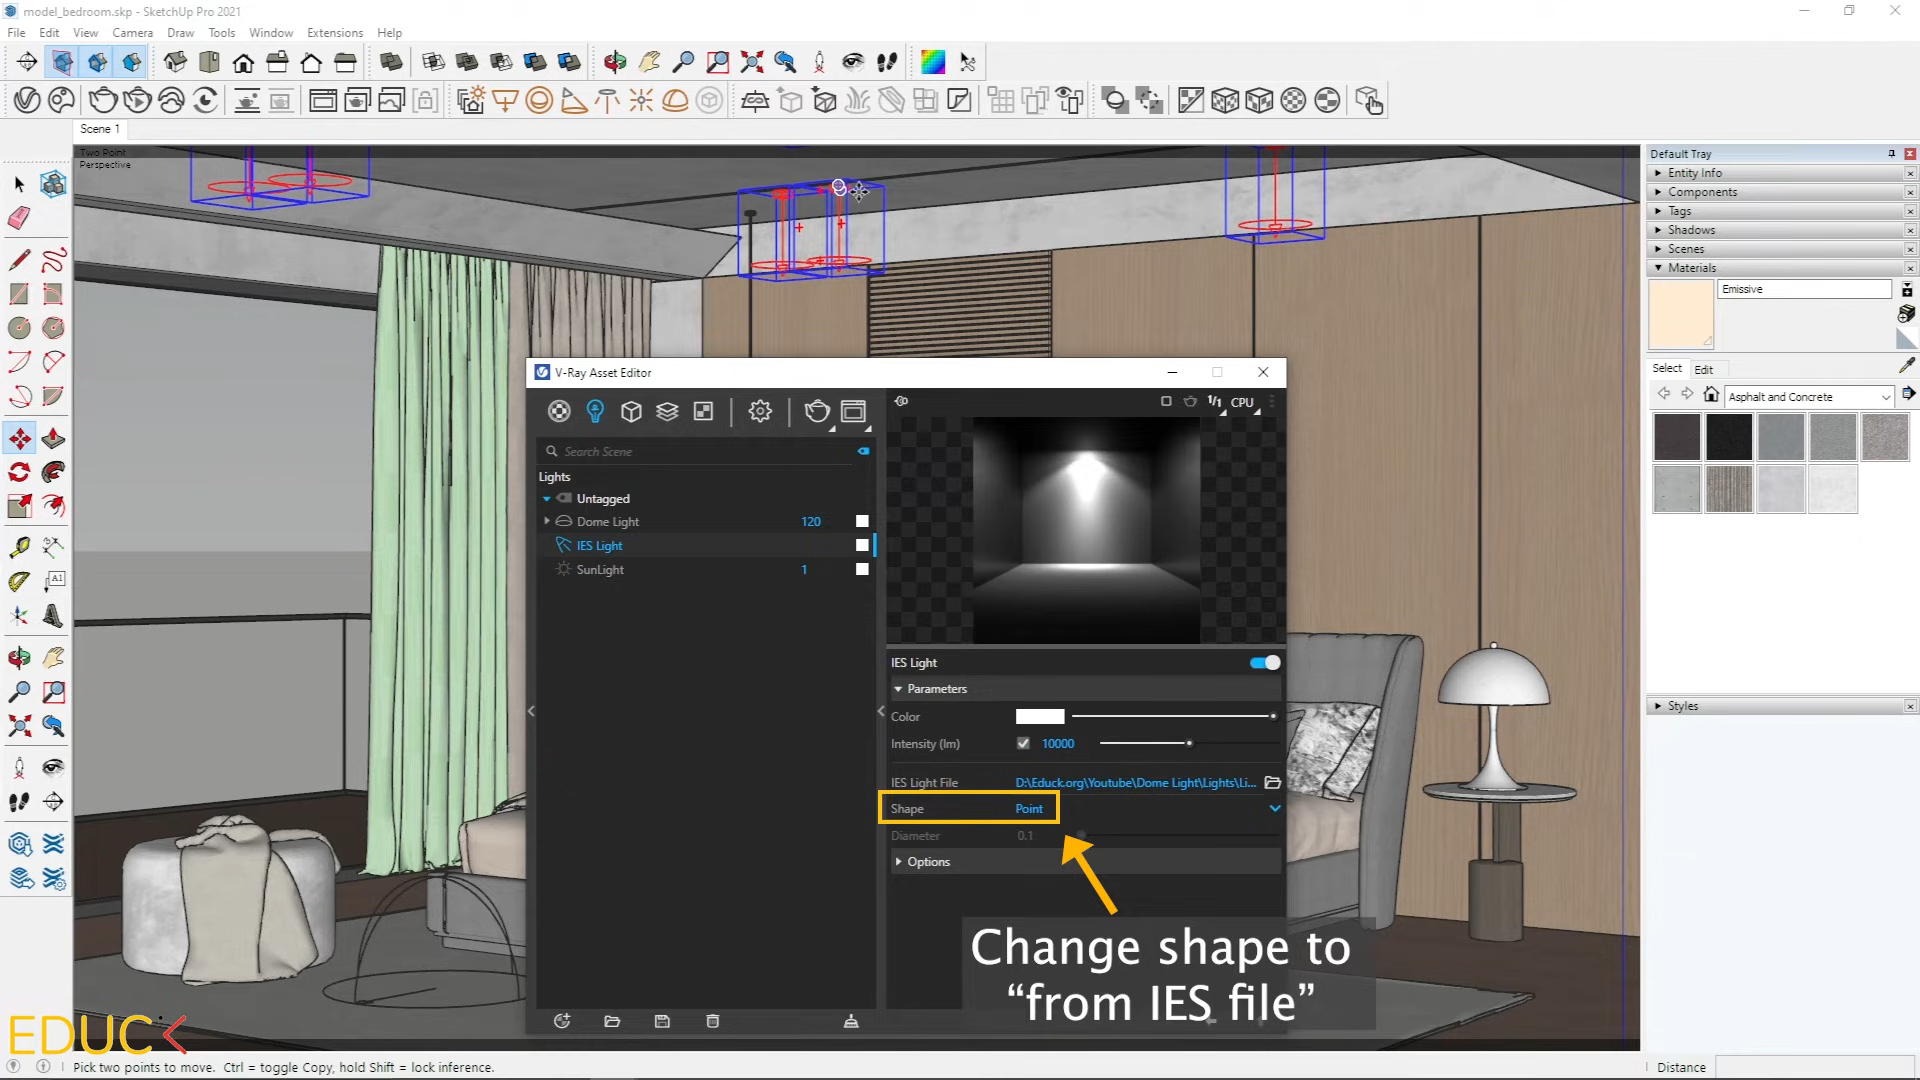 model_bedroom.skp - SketchUp Pro 2021
File Edit View Camera Draw Tools Window Extensions Help
Scene 1
Two Point
Perspective
Default Tray
Entity Info
Components
Tags
Shadows
Scenes
Materials
Emissive
Select Edit
Asphalt and Concrete
Styles
V-Ray Asset Editor
1/1 CPU
Search Scene
Lights
Untagged
Dome Light 120
IES Light
SunLight 1
IES Light
Parameters
Color
Intensity (lm) 10000
IES Light File D:\Educk.org\Youtube\Dome Light\Lights\Li...
Shape Point
Diameter 0.1
Options
Change shape to
“from IES file”
A1
EDUCK
Pick two points to move. Ctrl = toggle Copy, hold Shift = lock inference.
Distance